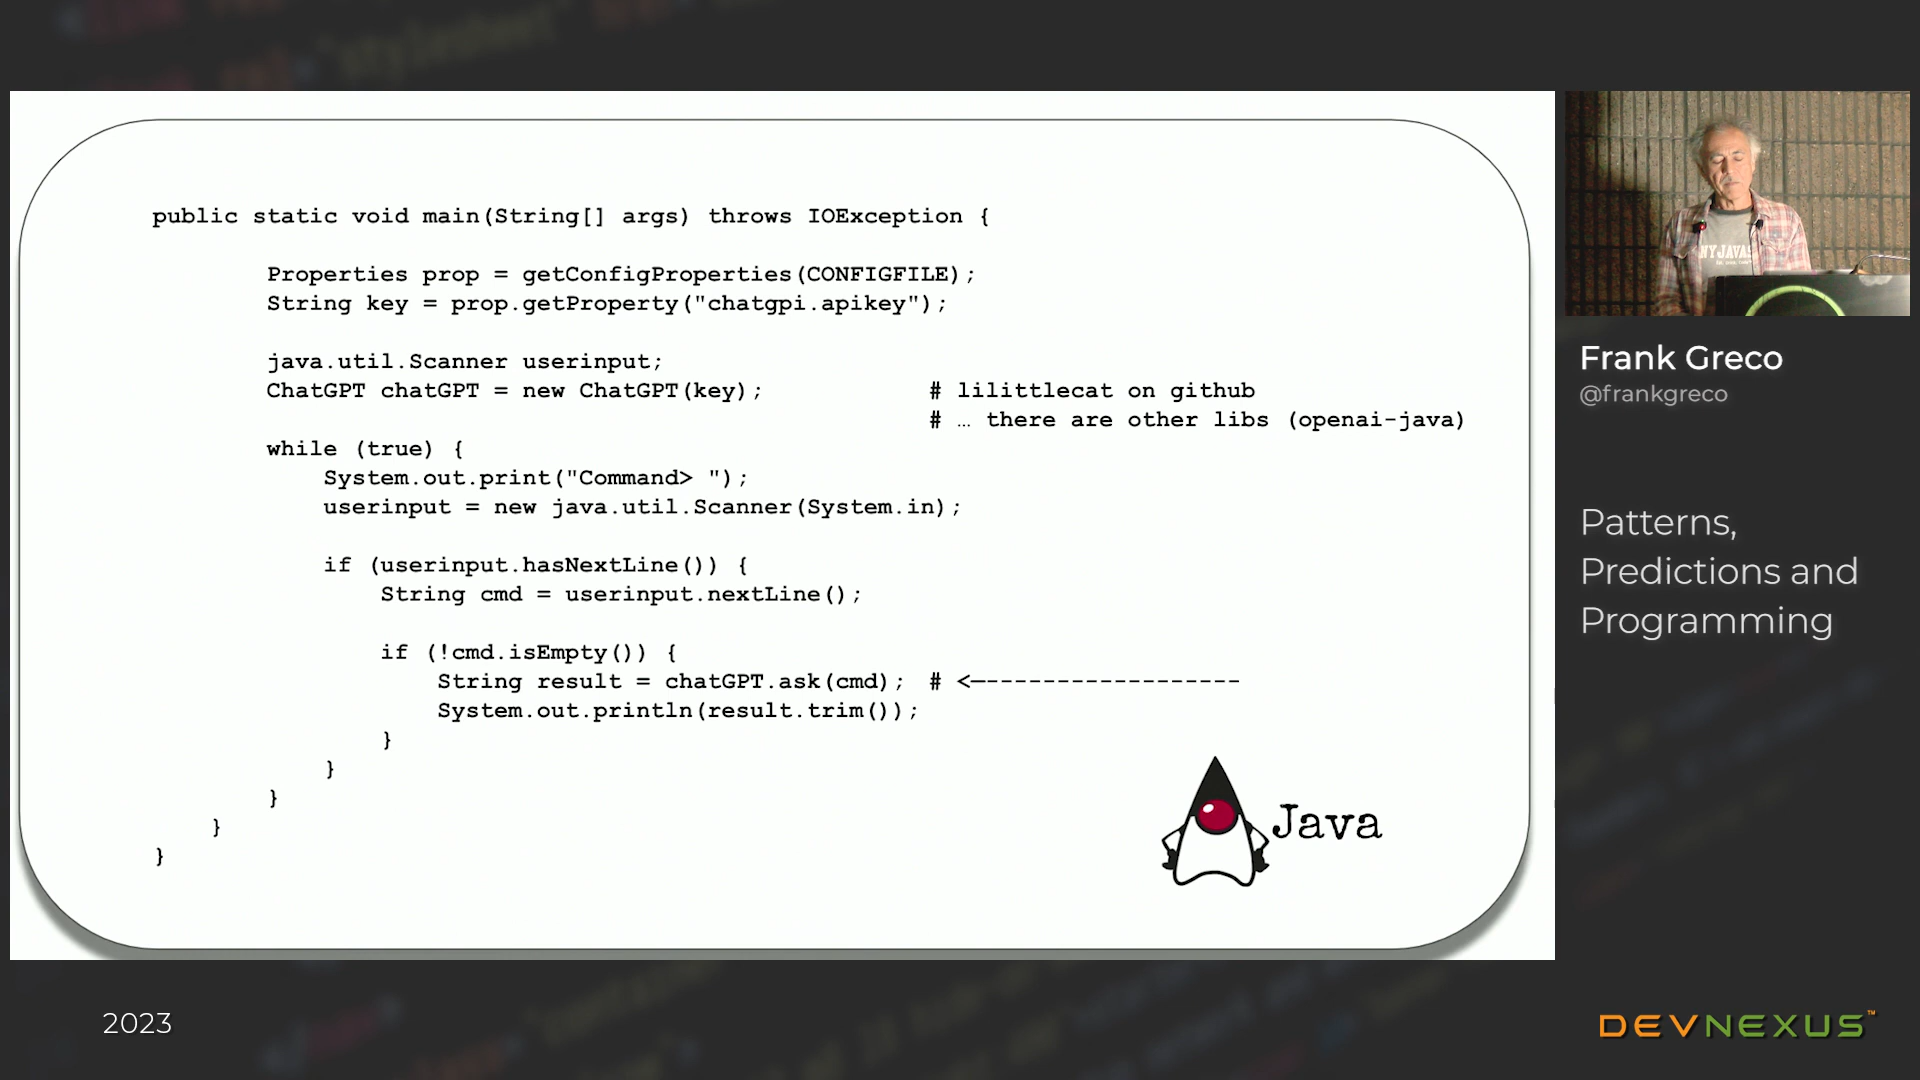 public static void main(String[] args) throws IOException {
Properties prop = getConfigProperties(CONFIGFILE);
String key = prop.getProperty("chatgpi.apikey");
java.util.Scanner userinput;
ChatGPT chatGPT = new ChatGPT(key); # lilittlecat on github
# … there are other libs (openai-java)
while (true) {
System.out.print("Command> ");
userinput = new java.util.Scanner(System.in);
if (userinput.hasNextLine()) {
String cmd = userinput.nextLine();
if (!cmd.isEmpty()) {
String result = chatGPT.ask(cmd); # <-------------------
System.out.println(result.trim());
}
}
}
}
}
Java
NYJAVAS
Frank Greco
@frankgreco
Patterns,
Predictions and
Programming
2023
DEVNEXUS™